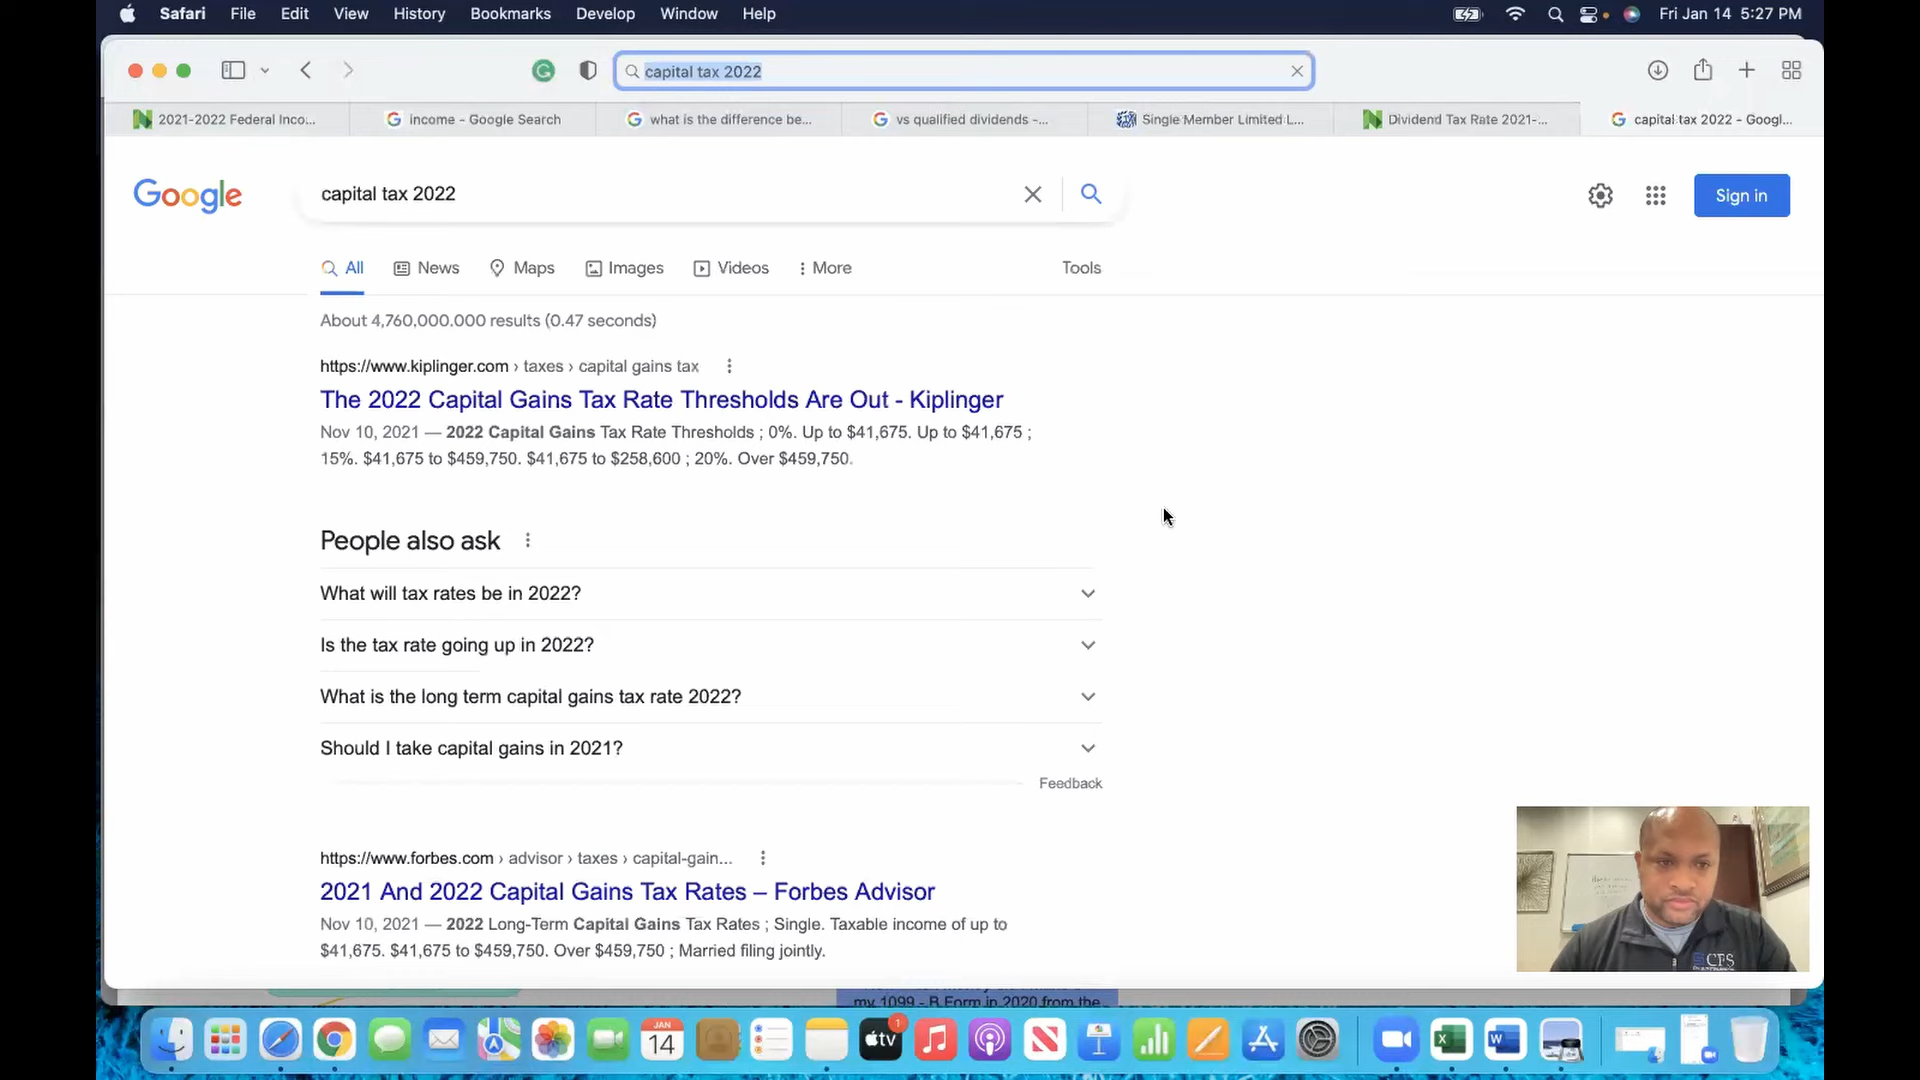 Safari File Edit View History Bookmarks Develop Window Help Fri Jan 14 5:27 PM
capital tax 2022
2021-2022 Federal Inco... income - Google Search what is the difference be... vs qualified dividends -... Single Member Limited L... Dividend Tax Rate 2021-... capital tax 2022 - Googl...
Google capital tax 2022 Sign in
All News Maps Images Videos More Tools
About 4,760,000,000 results (0.47 seconds)
https://www.kiplinger.com › taxes › capital gains tax
The 2022 Capital Gains Tax Rate Thresholds Are Out - Kiplinger
Nov 10, 2021 — 2022 Capital Gains Tax Rate Thresholds ; 0%. Up to $41,675. Up to $41,675 ;
15%. $41,675 to $459,750. $41,675 to $258,600 ; 20%. Over $459,750.
People also ask
What will tax rates be in 2022?
Is the tax rate going up in 2022?
What is the long term capital gains tax rate 2022?
Should I take capital gains in 2021?
Feedback
https://www.forbes.com › advisor › taxes › capital-gain...
2021 And 2022 Capital Gains Tax Rates – Forbes Advisor
Nov 10, 2021 — 2022 Long-Term Capital Gains Tax Rates ; Single. Taxable income of up to
$41,675. $41,675 to $459,750. Over $459,750 ; Married filing jointly.
CFS
my 1099 - B Form in 2020 from the
JAN
14
tv
1